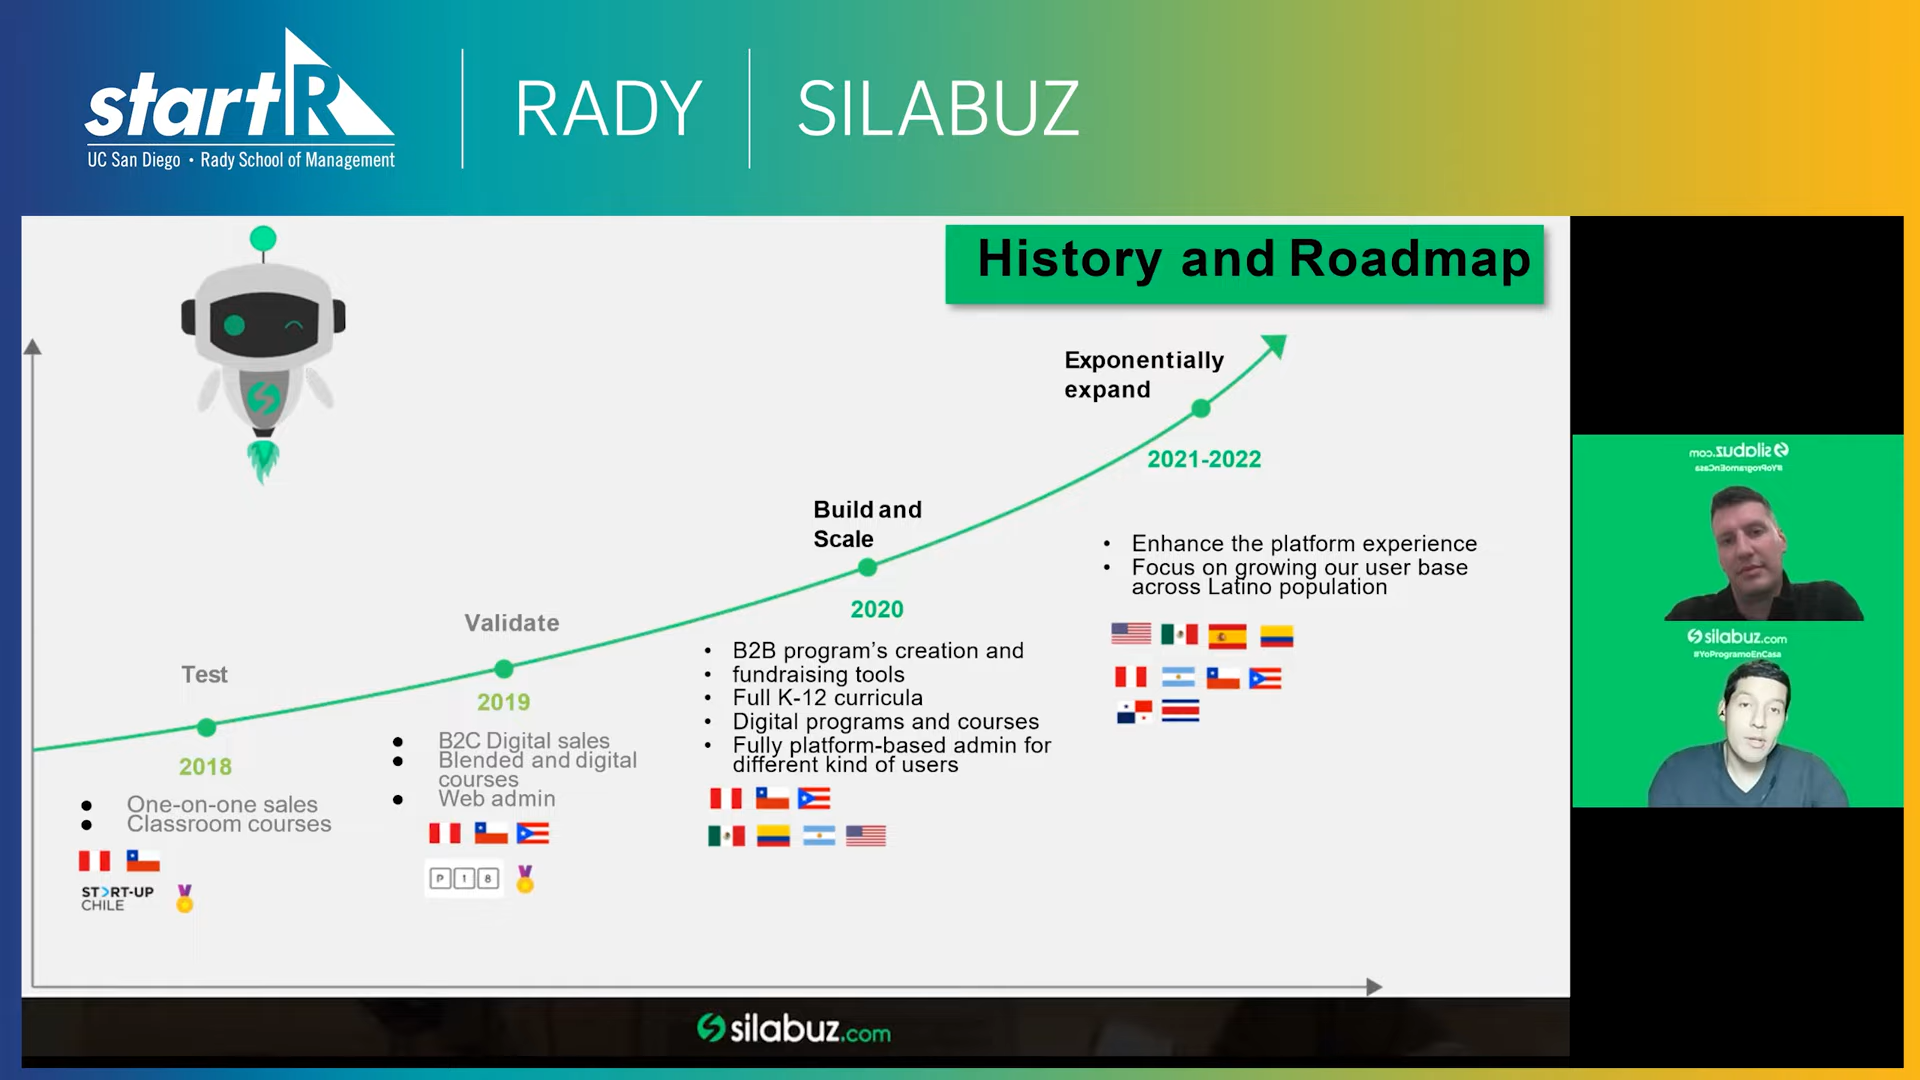 startR
UC San Diego • Rady School of Management
RADY
SILABUZ
History and Roadmap
Exponentially
expand
2021-2022
• Enhance the platform experience
• Focus on growing our user base
across Latino population
Build and
Scale
2020
• B2B program’s creation and
• fundraising tools
• Full K-12 curricula
• Digital programs and courses
• Fully platform-based admin for
different kind of users
Validate
2019
● B2C Digital sales
● Blended and digital
courses
● Web admin
P 1 8
Test
2018
● One-on-one sales
● Classroom courses
START-UP
CHILE
silabuz.com
silabuz.com
#YoProgramoEnCasa
silabuz.com
#YoProgramoEnCasa